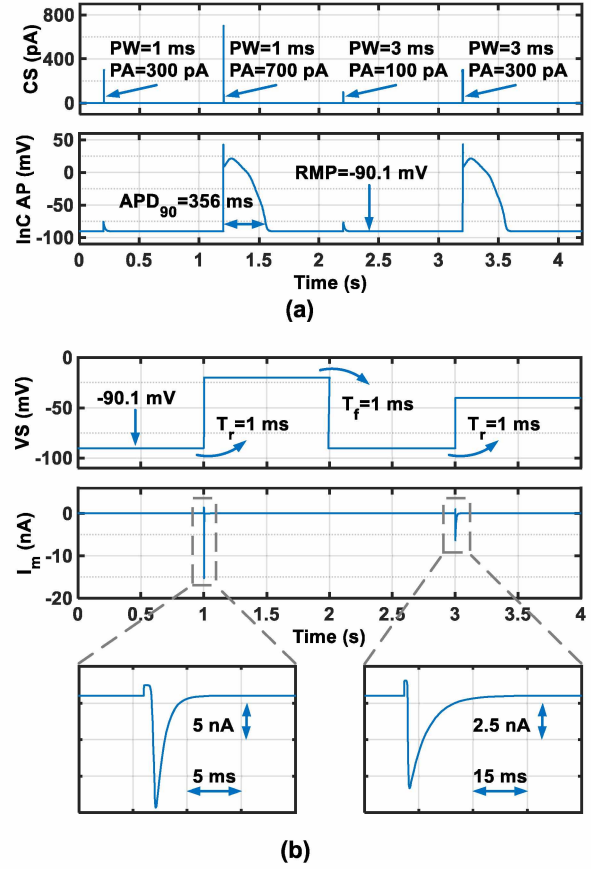 (a)
800
400
0
CS (pA)
PW=1 ms
PA=300 pA
PW=1 ms
PA=700 pA
PW=3 ms
PA=100 pA
PW=3 ms
PA=300 pA
50
0
-50
-100
InC AP (mV)
APD90=356 ms
RMP=-90.1 mV
0 0.5 1 1.5 2 2.5 3 3.5 4
Time (s)
(a)
0
-50
-100
VS (mV)
-90.1 mV
Tr=1 ms
Tf=1 ms
Tr=1 ms
0
-10
-20
Im (nA)
0 0.5 1 1.5 2 2.5 3 3.5 4
Time (s)
5 nA
5 ms
2.5 nA
15 ms
(b)